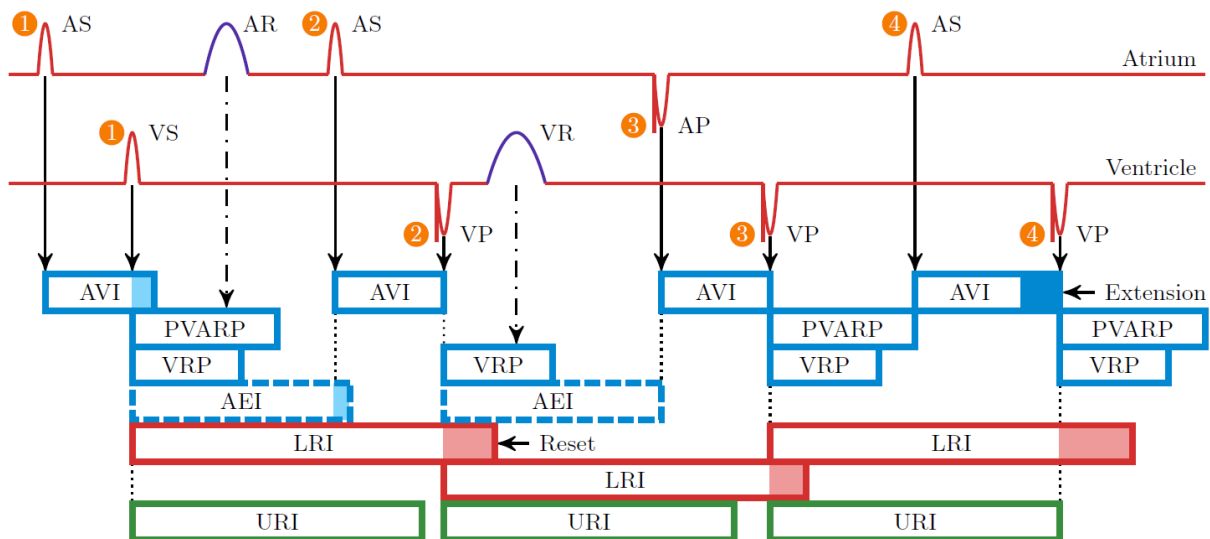 1 AS AR 2 AS 4 AS
Atrium
1 VS 3 AP VR
Ventricle
2 VP 3 VP 4 VP
AVI AVI AVI AVI Extension
PVARP PVARP PVARP
VRP VRP VRP VRP
AEI AEI
LRI Reset LRI
LRI
URI URI URI